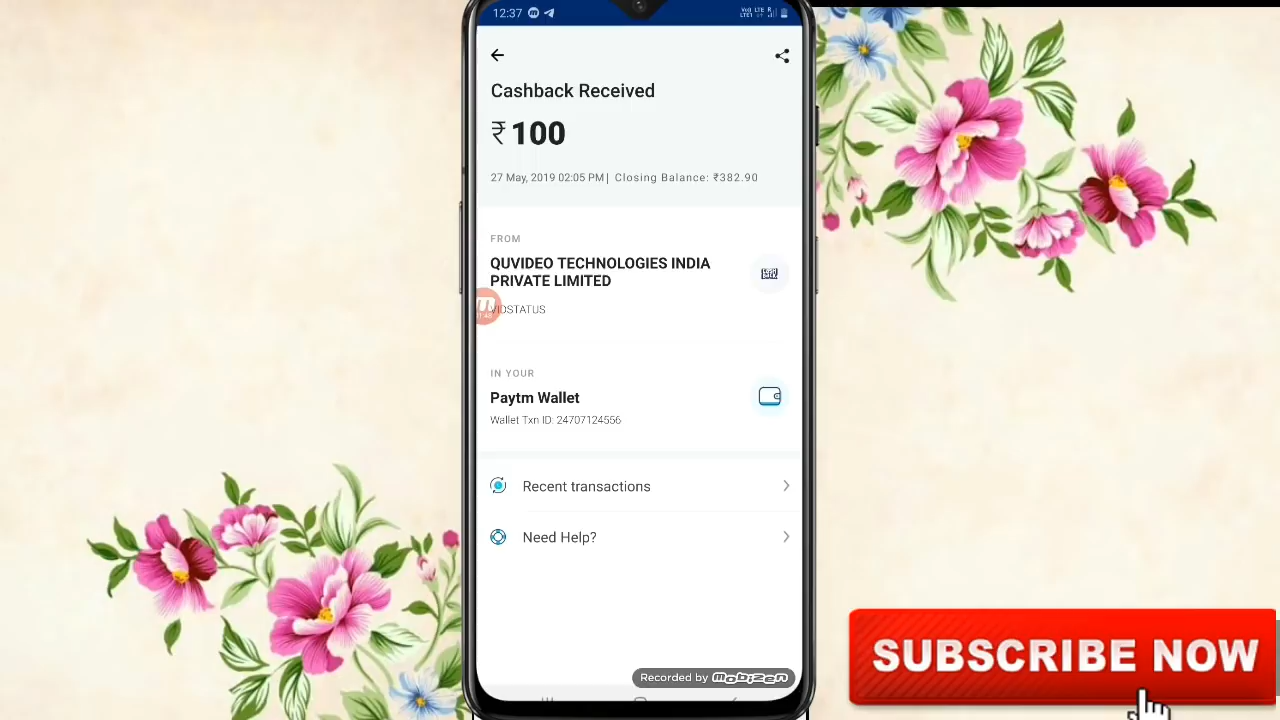 12:37
Cashback Received
₹ 100
27 May, 2019 02:05 PM| Closing Balance: ₹382.90
FROM
QUVIDEO TECHNOLOGIES INDIA
PRIVATE LIMITED
VIDSTATUS
IN YOUR
Paytm Wallet
Wallet Txn ID: 24707124556
Recent transactions
Need Help?
Recorded by Mobizen
SUBSCRIBE NOW